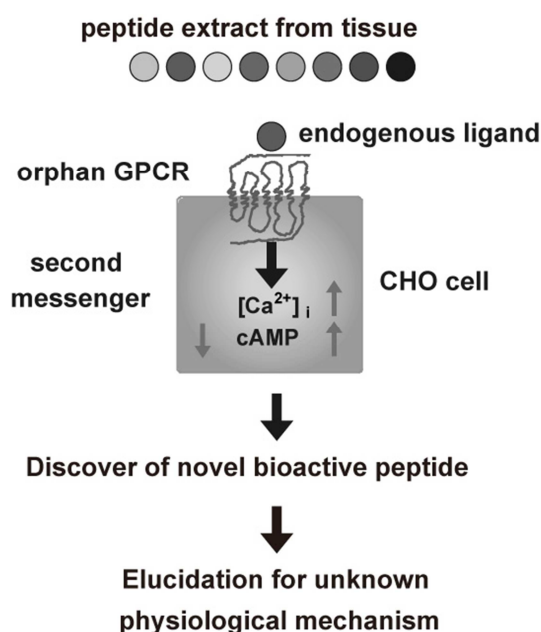 peptide extract from tissue
endogenous ligand
orphan GPCR
second
messenger
CHO cell
[Ca²⁺] i
cAMP
Discover of novel bioactive peptide
Elucidation for unknown
physiological mechanism